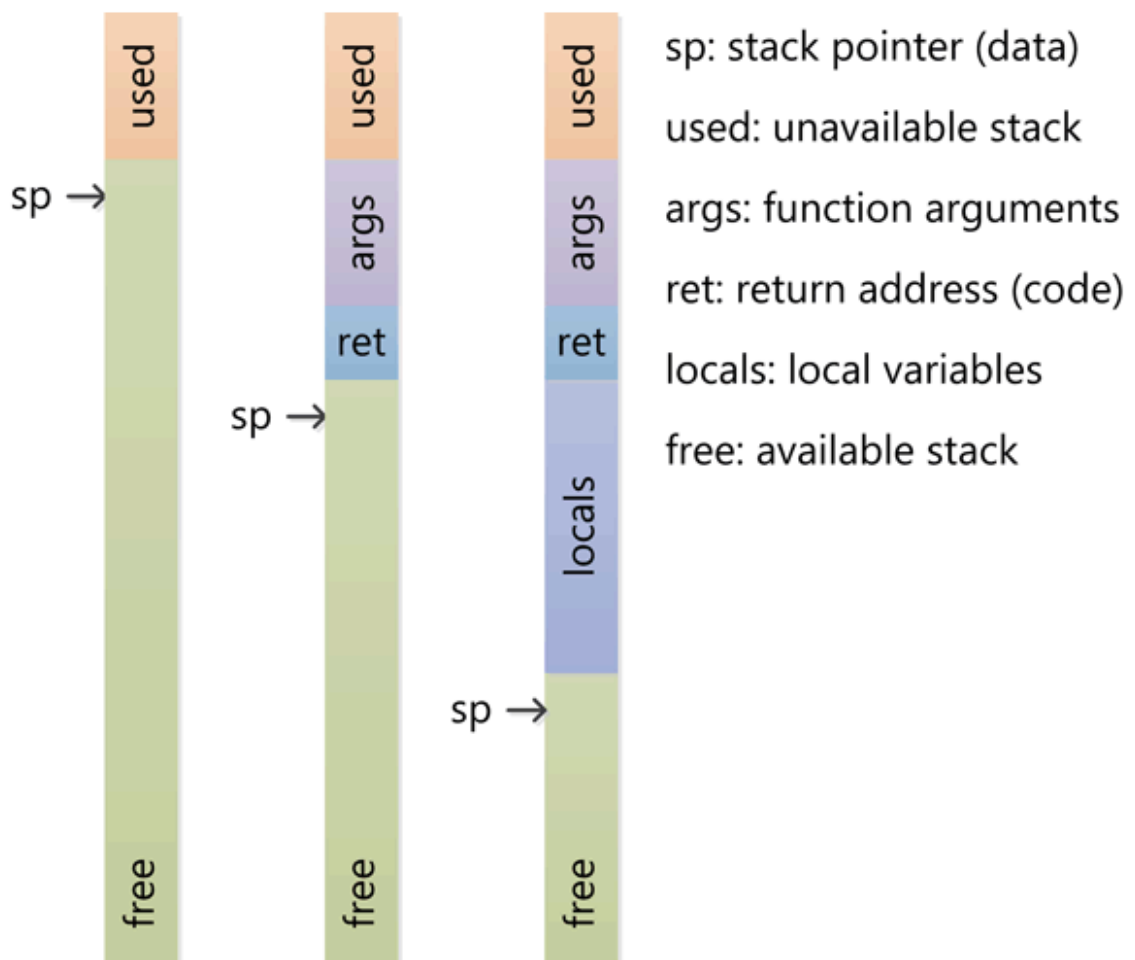 used
used
used
sp: stack pointer (data)
used: unavailable stack
sp →
args
args
args: function arguments
ret
ret
ret: return address (code)
locals: local variables
sp →
free: available stack
locals
sp →
free
free
free